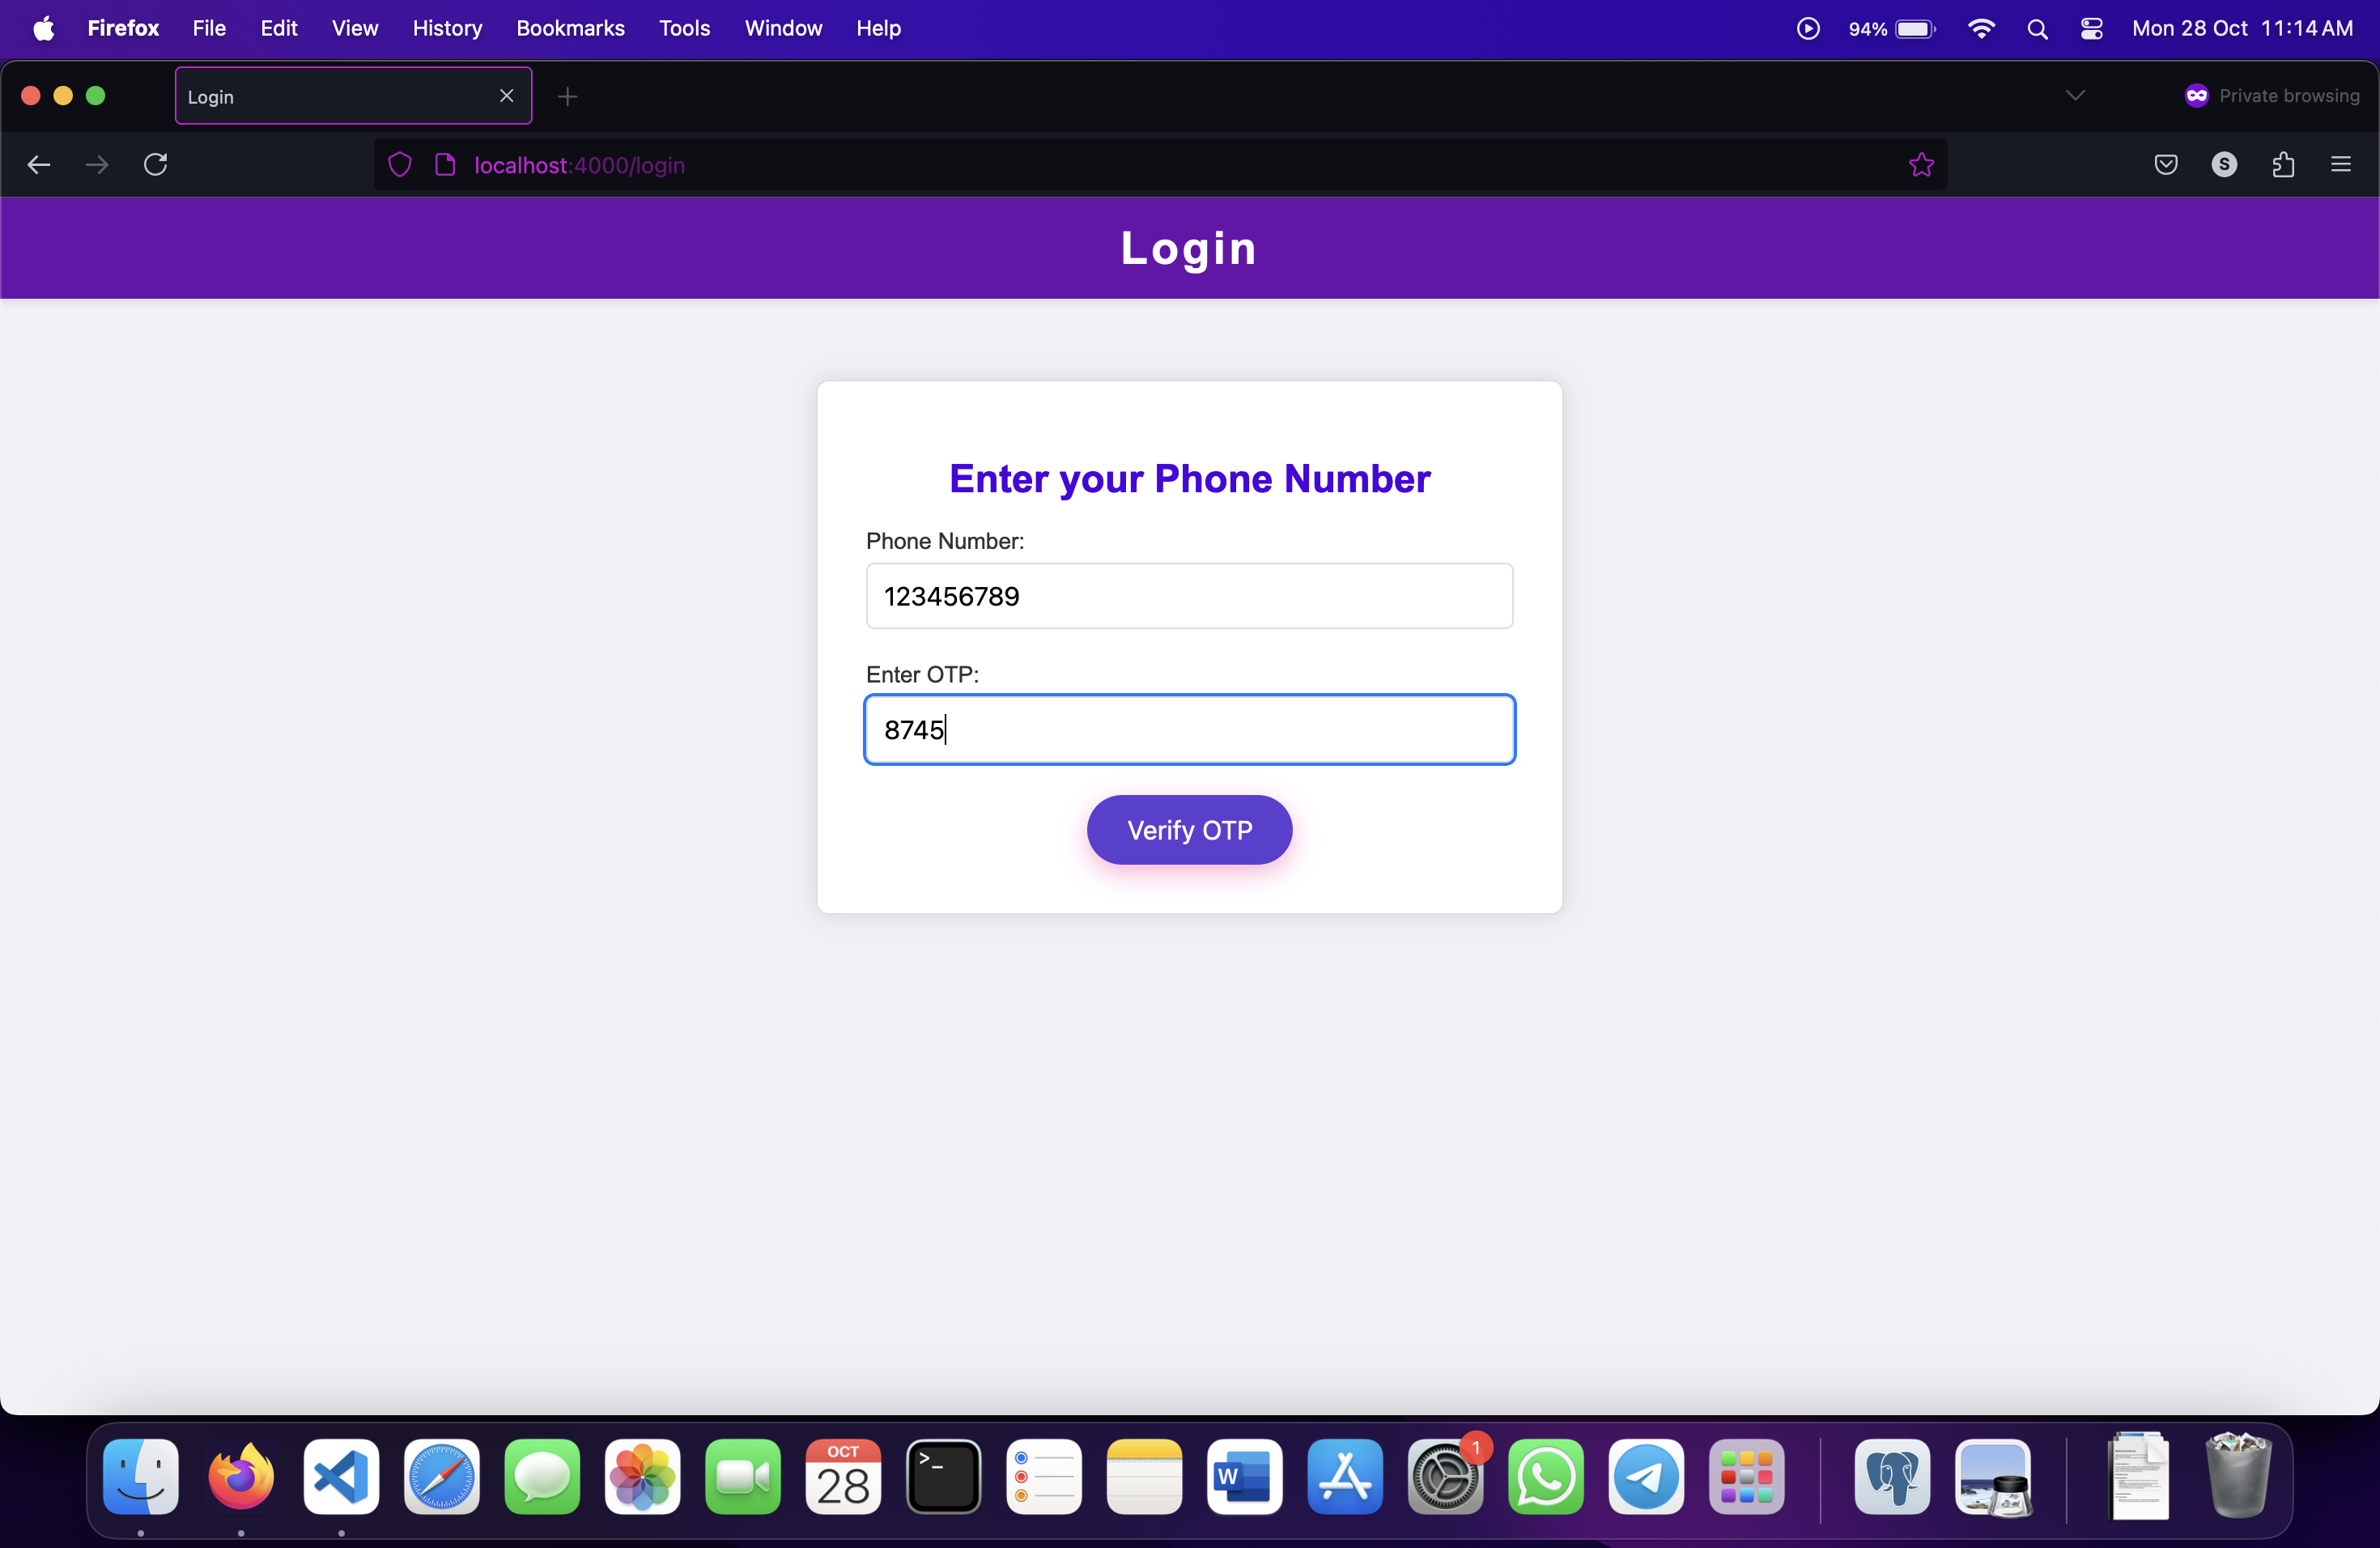 Firefox File Edit View History Bookmarks Tools Window Help 94% Mon 28 Oct 11:14 AM
Login Private browsing
localhost:4000/login S
Login
Enter your Phone Number
Phone Number:
123456789
Enter OTP:
8745
Verify OTP
OCT
28
>_
W
1